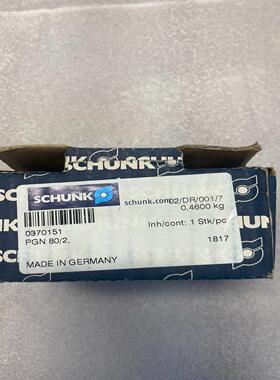 SCHUNK
SCHUNK
schunk.com 02/DR/001/7
0,4600 kg
0370151
Inh/cont: 1 Stk/pc
PGN 80/2,
1817
MADE IN GERMANY